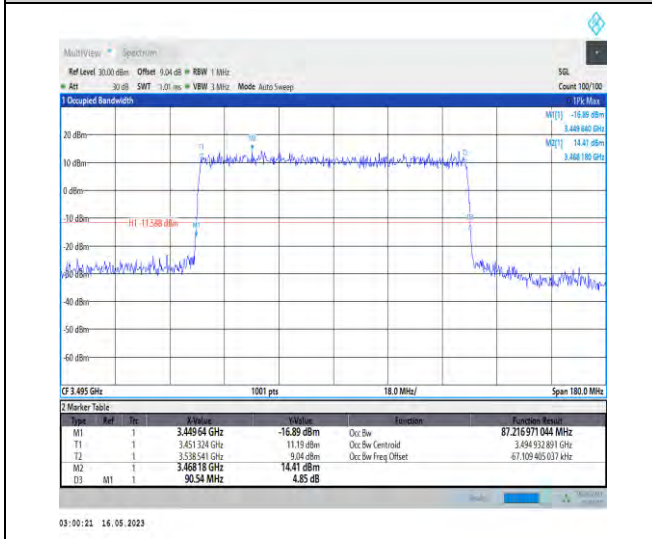 MultiView Spectrum
Ref Level 30.00 dBm Offset 9.04 dB RBW 1 MHz SGL
Att 30 dB SWT 1.01 ms VBW 3 MHz Mode Auto Sweep Count 100/100
1 Occupied Bandwidth 1Pk Max
M1[1] -16.89 dBm
3.449 640 GHz
M2[1] 14.41 dBm
3.468 180 GHz
20 dBm
M2
T1
T2
10 dBm
0 dBm
-10 dBm
H1 -11.588 dBm
M1
D3
-20 dBm
-30 dBm
-40 dBm
-50 dBm
-60 dBm
CF 3.495 GHz 1001 pts 18.0 MHz/ Span 180.0 MHz
2 Marker Table
Type Ref Trc X-Value Y-Value Function Function Result
M1 1 3.449 64 GHz -16.89 dBm Occ Bw 87.216 971 044 MHz
T1 1 3.451 324 GHz 11.19 dBm Occ Bw Centroid 3.494 932 891 GHz
T2 1 3.538 541 GHz 9.04 dBm Occ Bw Freq Offset -67.109 405 037 kHz
M2 1 3.468 18 GHz 14.41 dBm
D3 M1 1 90.54 MHz 4.85 dB
03:00:21 16.05.2023